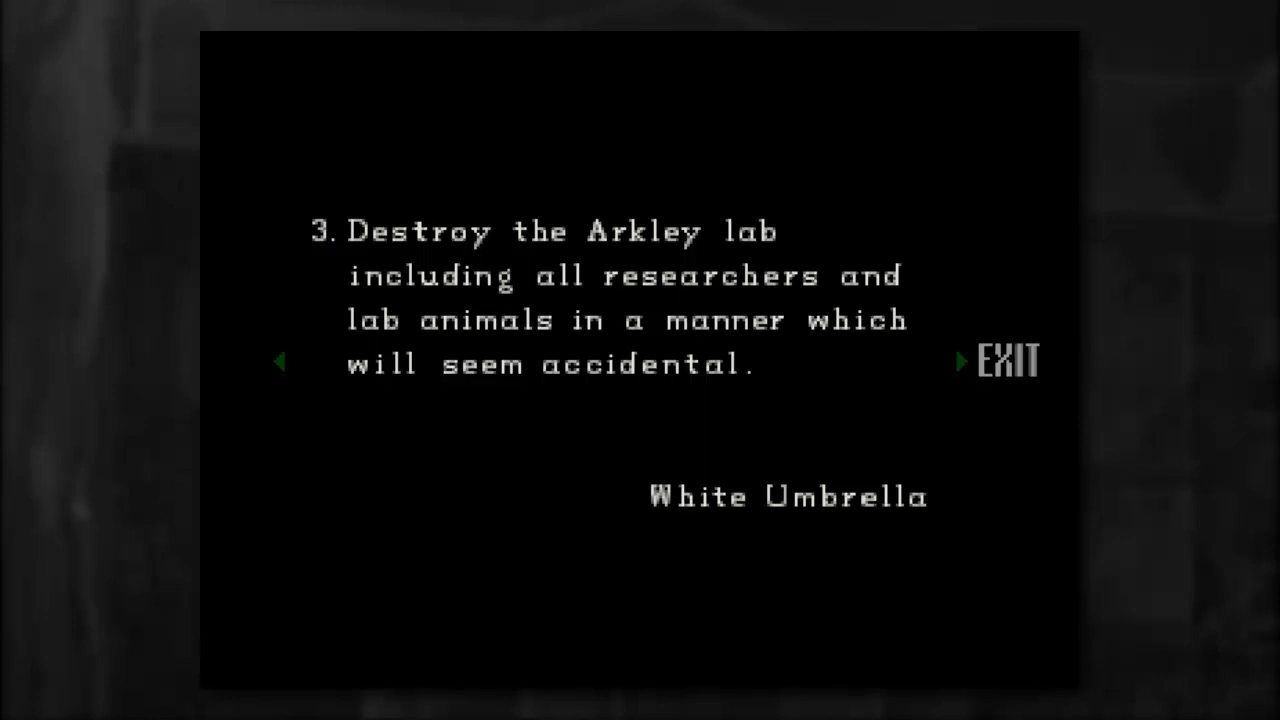 3. Destroy the Arkley lab
including all researchers and
lab animals in a manner which
will seem accidental.
EXIT
White Umbrella